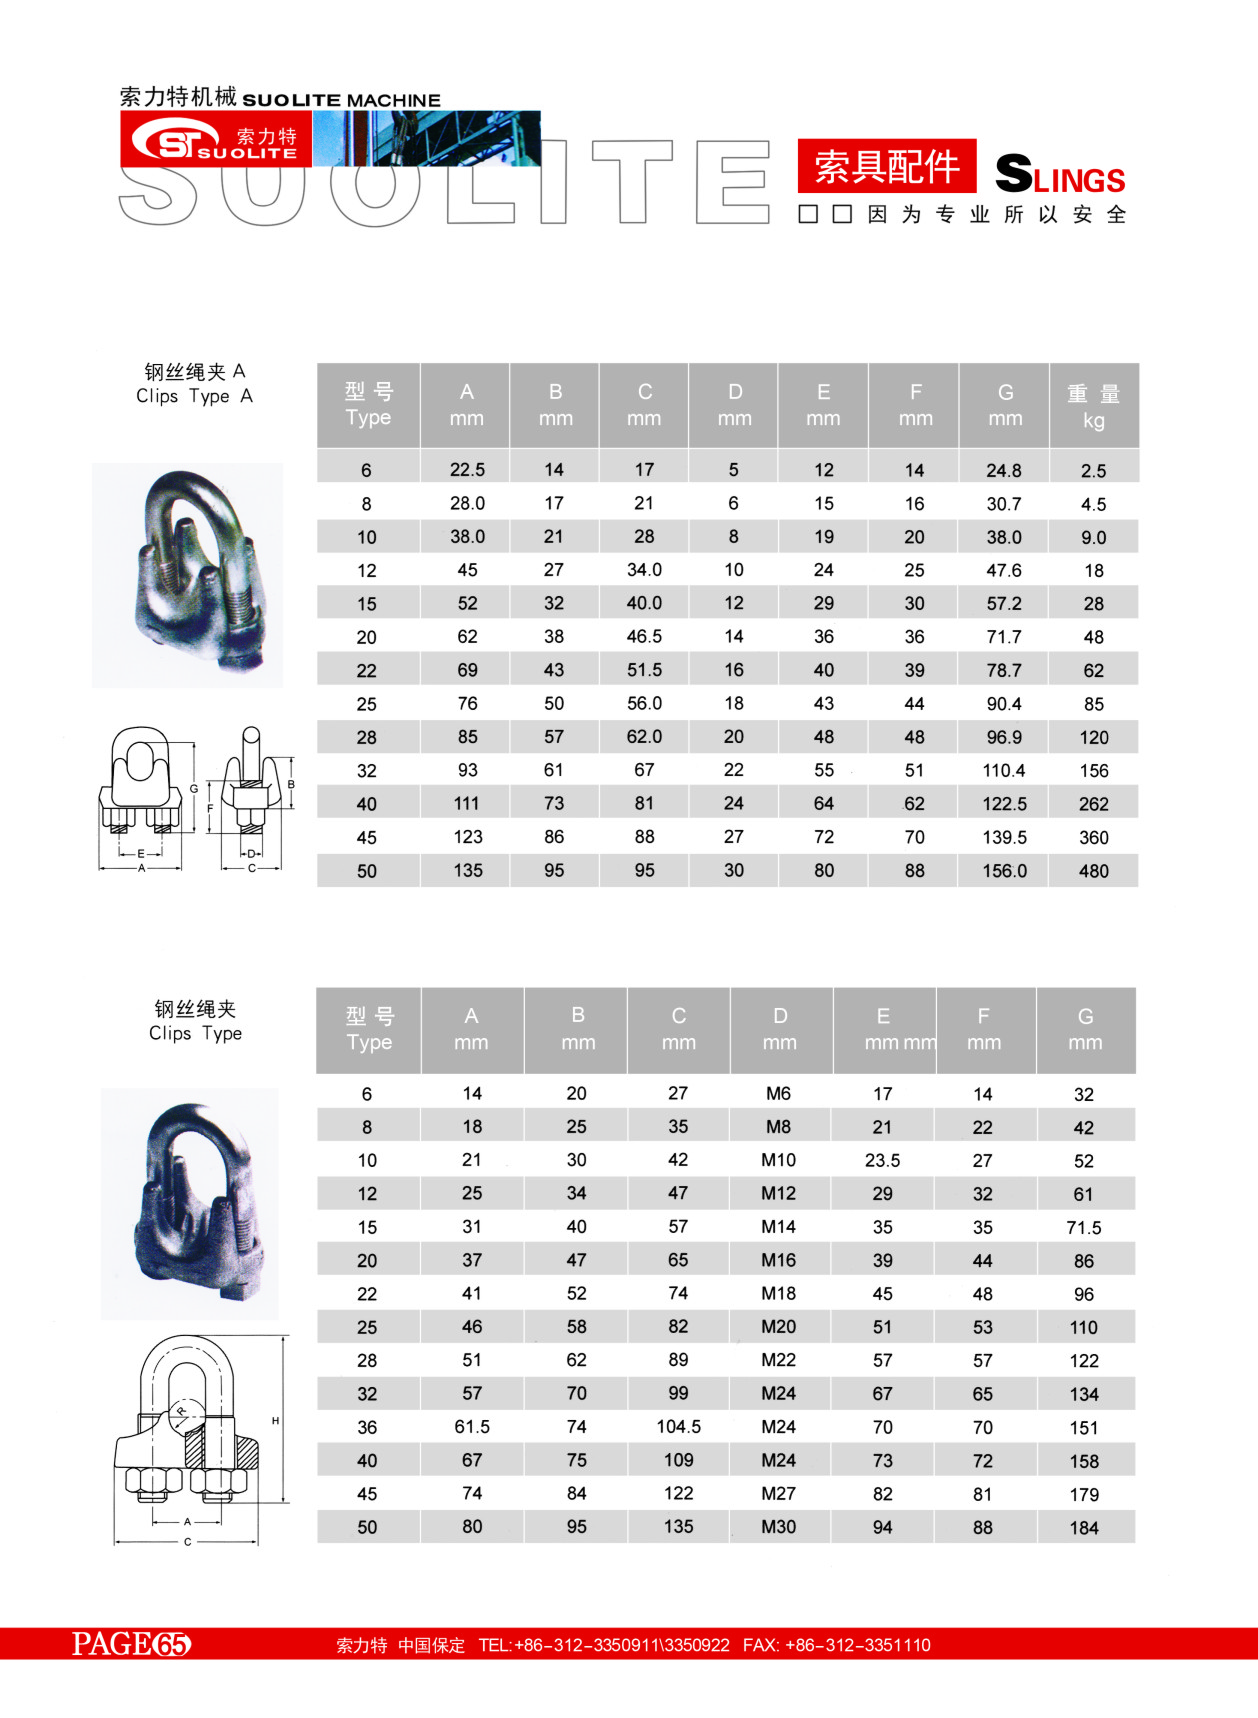 索力特机械 SUOLITE MACHINE
ST 索力特
SUOLITE
SUOLITE
索具配件 SLINGS
□□因为专业所以安全
钢丝绳夹 A
Clips Type A
型号 A B C D E F G 重量
Type mm mm mm mm mm mm mm kg
6 22.5 14 17 5 12 14 24.8 2.5
8 28.0 17 21 6 15 16 30.7 4.5
10 38.0 21 28 8 19 20 38.0 9.0
12 45 27 34.0 10 24 25 47.6 18
15 52 32 40.0 12 29 30 57.2 28
20 62 38 46.5 14 36 36 71.7 48
22 69 43 51.5 16 40 39 78.7 62
25 76 50 56.0 18 43 44 90.4 85
28 85 57 62.0 20 48 48 96.9 120
32 93 61 67 22 55 51 110.4 156
40 111 73 81 24 64 62 122.5 262
45 123 86 88 27 72 70 139.5 360
50 135 95 95 30 80 88 156.0 480
G F B
E D
A C
钢丝绳夹
Clips Type
型号 A B C D E F G
Type mm mm mm mm mm mm mm mm
6 14 20 27 M6 17 14 32
8 18 25 35 M8 21 22 42
10 21 30 42 M10 23.5 27 52
12 25 34 47 M12 29 32 61
15 31 40 57 M14 35 35 71.5
20 37 47 65 M16 39 44 86
22 41 52 74 M18 45 48 96
25 46 58 82 M20 51 53 110
28 51 62 89 M22 57 57 122
32 57 70 99 M24 67 65 134
36 61.5 74 104.5 M24 70 70 151
40 67 75 109 M24 73 72 158
45 74 84 122 M27 82 81 179
50 80 95 135 M30 94 88 184
R H
A
C
PAGE 65 索力特 中国保定 TEL:+86-312-3350911\3350922 FAX: +86-312-3351110